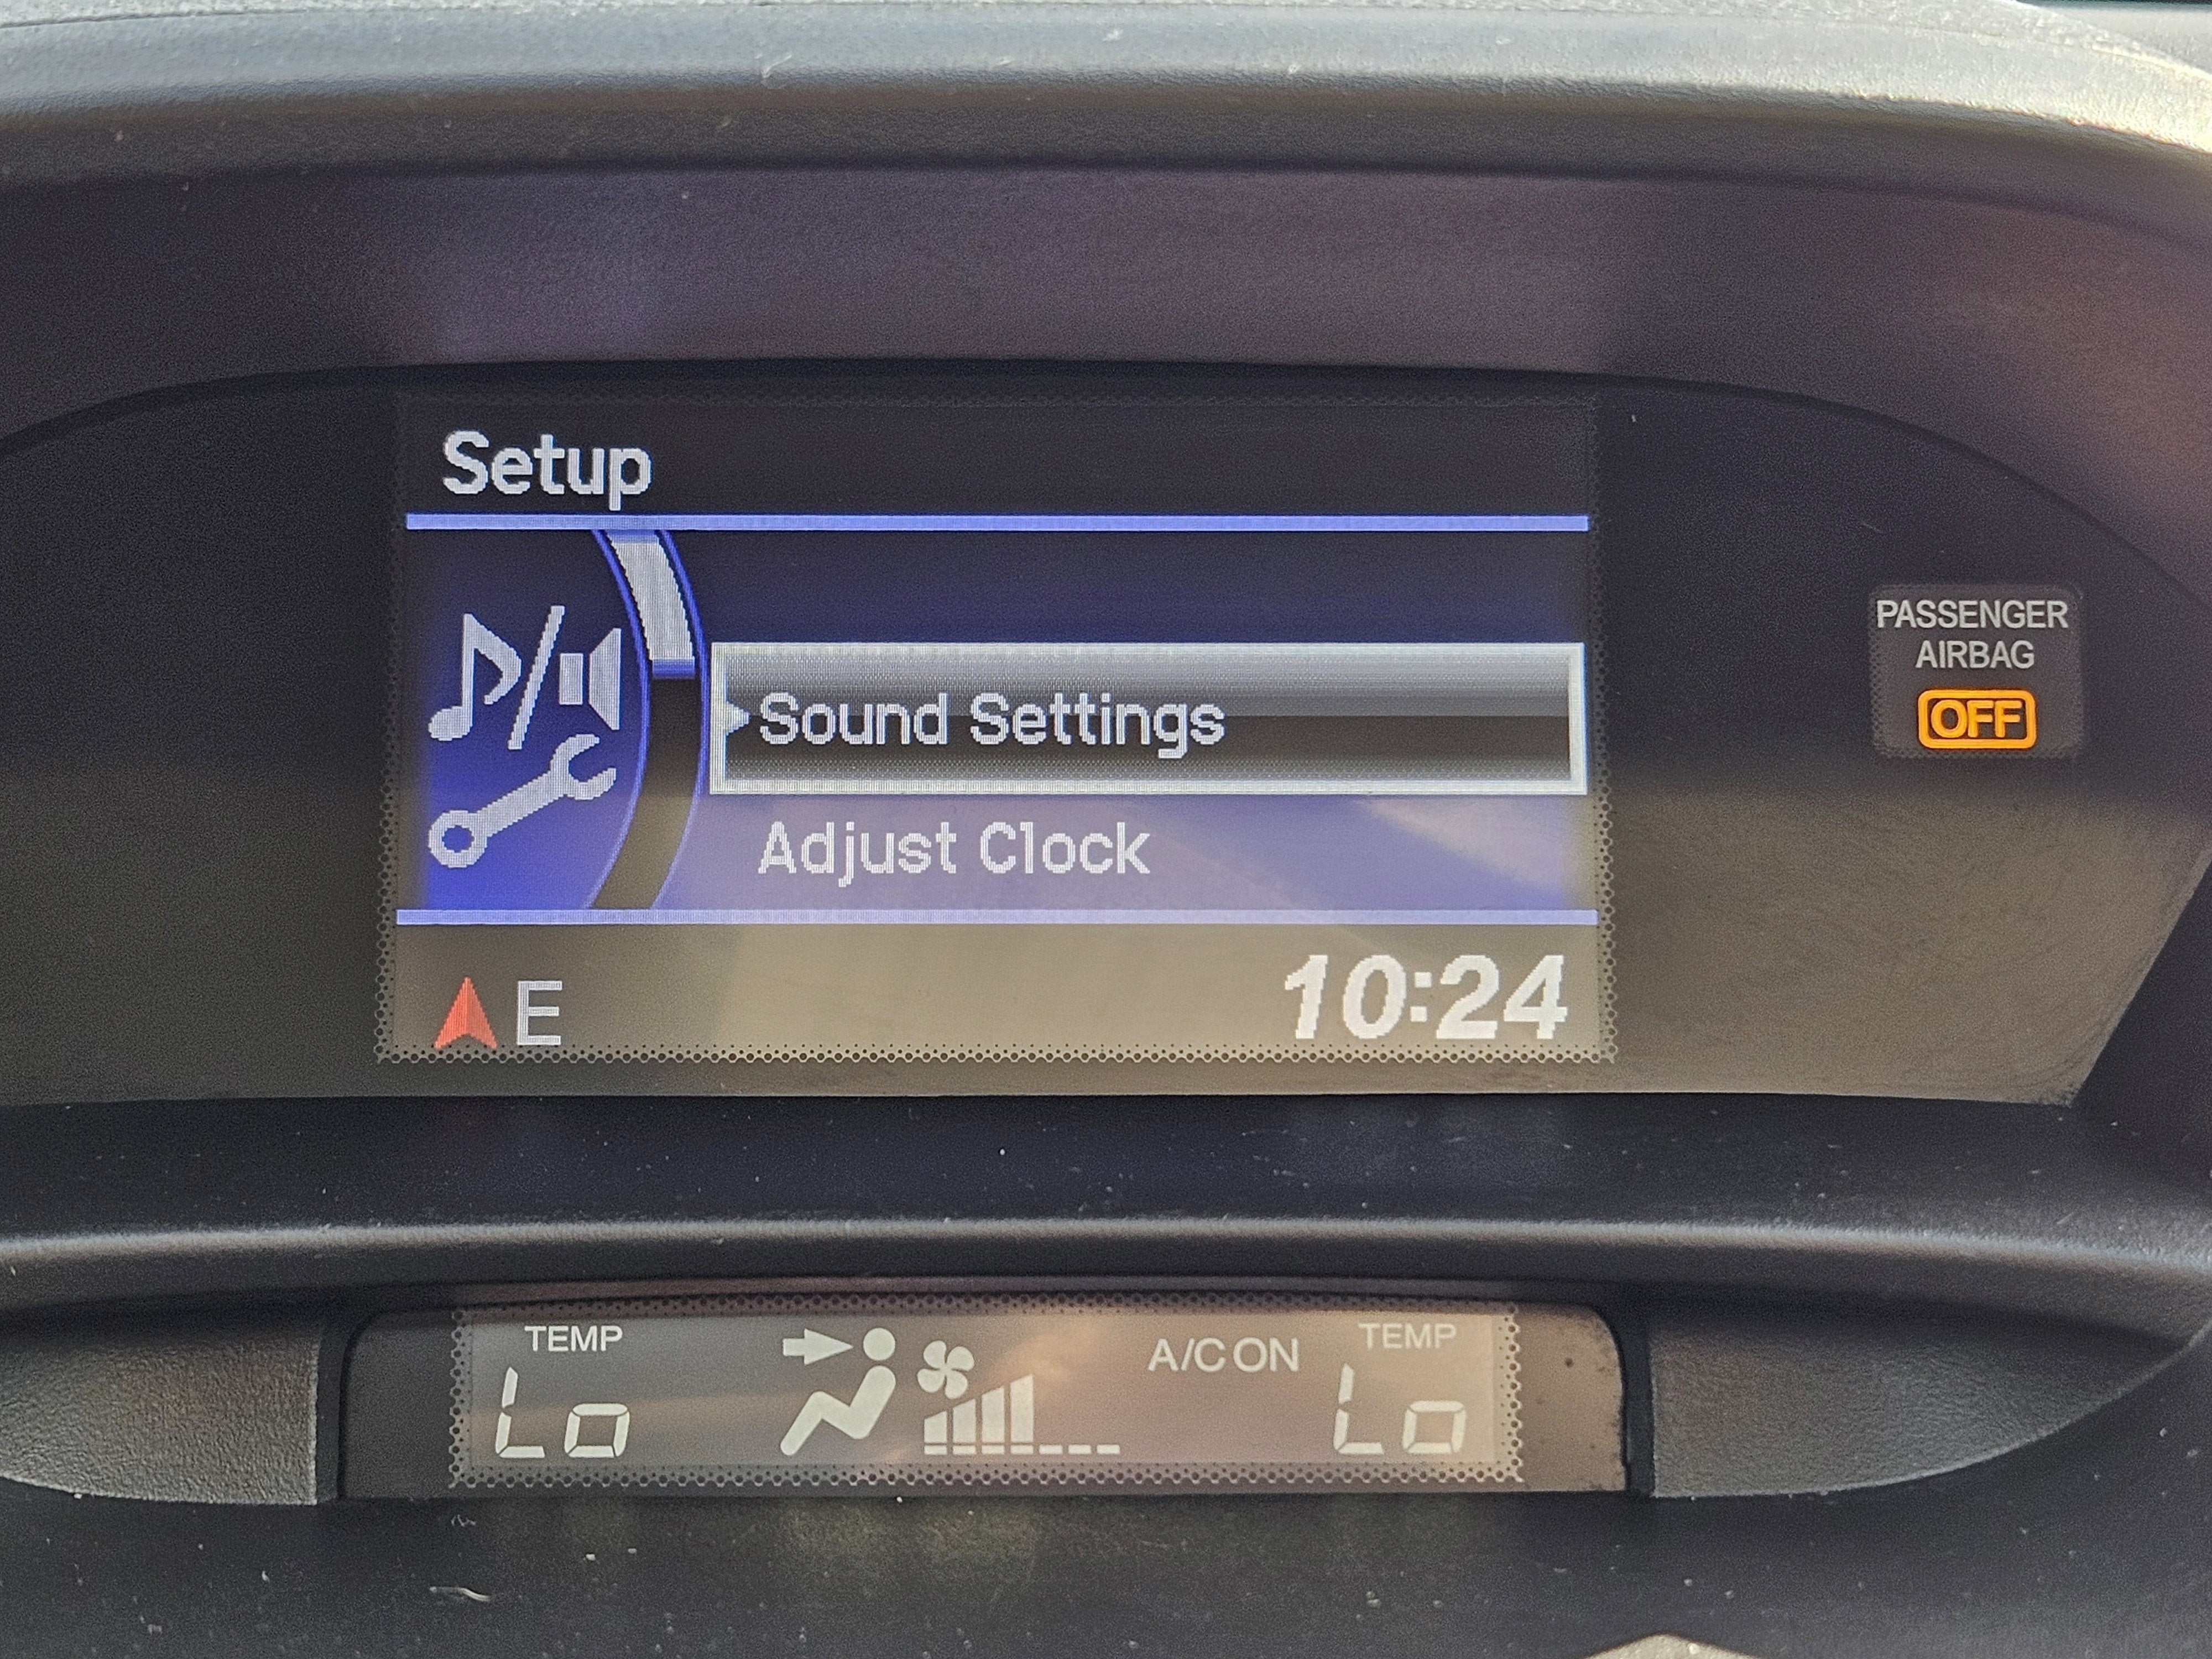 Setup
Sound Settings
Adjust Clock
E
10:24
PASSENGER
AIRBAG
OFF
TEMP
Lo
A/C ON
TEMP
Lo